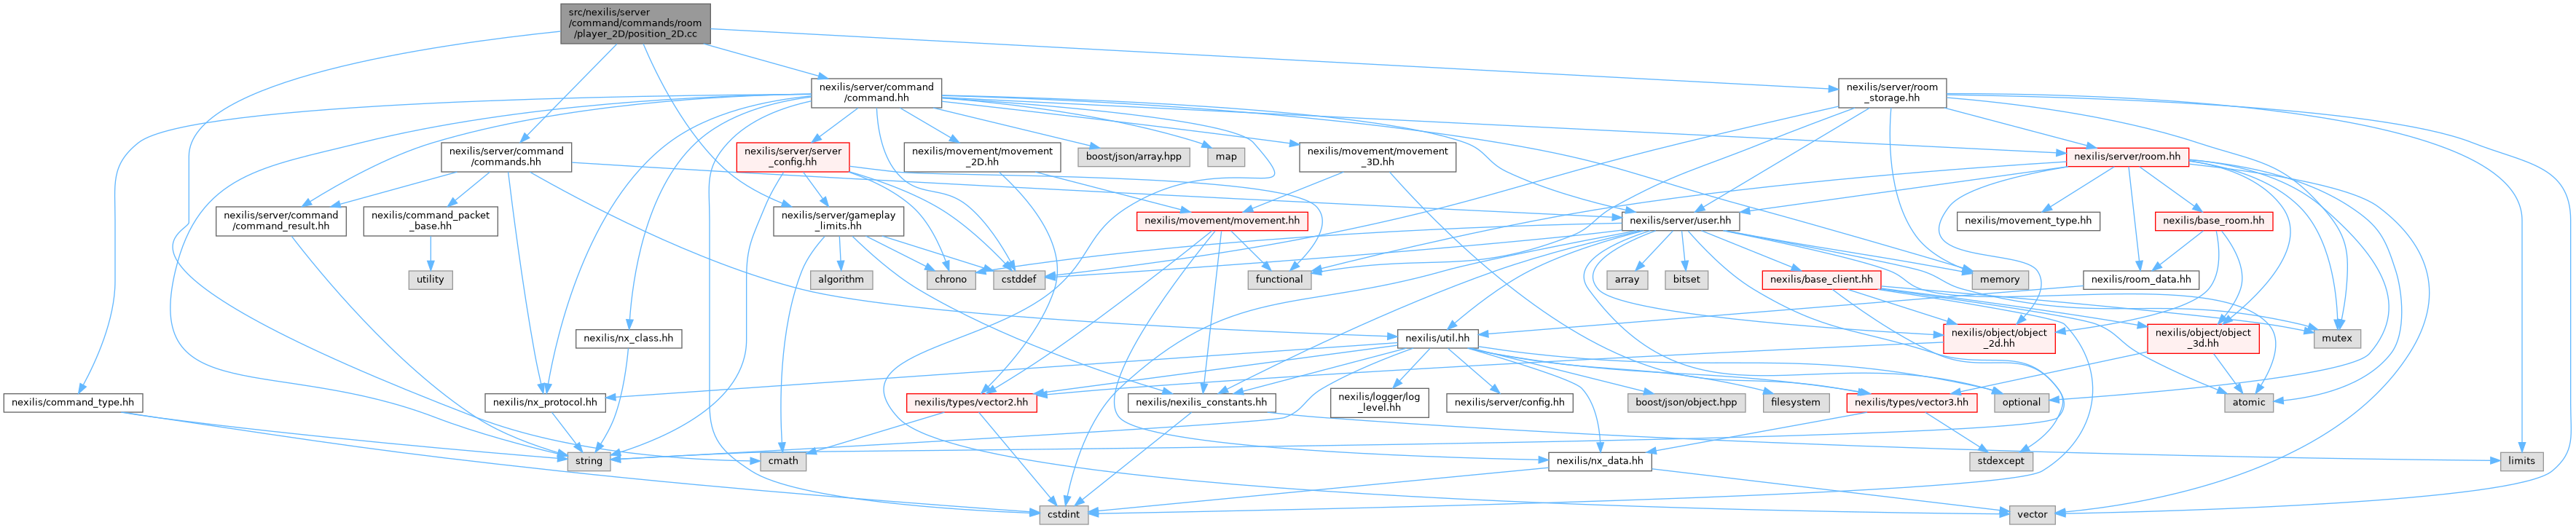 src/nexilis/server
/command/commands/room
/player_2D/position_2D.cc
nexilis/server/command
/command.hh
nexilis/server/room
_storage.hh
nexilis/server/command
/commands.hh
nexilis/server/server
_config.hh
nexilis/movement/movement
_2D.hh
boost/json/array.hpp
map
nexilis/movement/movement
_3D.hh
nexilis/server/room.hh
nexilis/server/command
/command_result.hh
nexilis/command_packet
_base.hh
nexilis/server/gameplay
_limits.hh
nexilis/movement/movement.hh
nexilis/server/user.hh
nexilis/movement_type.hh
nexilis/base_room.hh
utility
algorithm
chrono
cstddef
functional
array
bitset
nexilis/base_client.hh
memory
nexilis/room_data.hh
nexilis/nx_class.hh
nexilis/util.hh
nexilis/object/object
_2d.hh
nexilis/object/object
_3d.hh
mutex
nexilis/command_type.hh
nexilis/nx_protocol.hh
nexilis/types/vector2.hh
nexilis/nexilis_constants.hh
nexilis/logger/log
_level.hh
nexilis/server/config.hh
boost/json/object.hpp
filesystem
nexilis/types/vector3.hh
optional
atomic
string
cmath
nexilis/nx_data.hh
stdexcept
limits
cstdint
vector